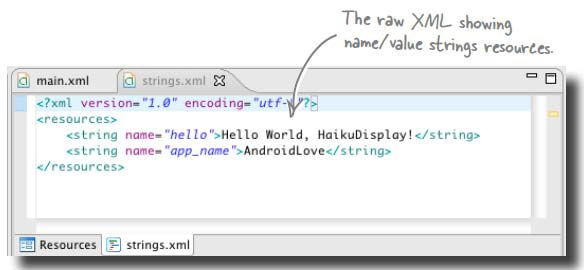 The raw XML showing
name/value strings resources.
main.xml strings.xml
<?xml version="1.0" encoding="utf-"?>
<resources>
<string name="hello">Hello World, HaikuDisplay!</string>
<string name="app_name">AndroidLove</string>
</resources>
Resources strings.xml